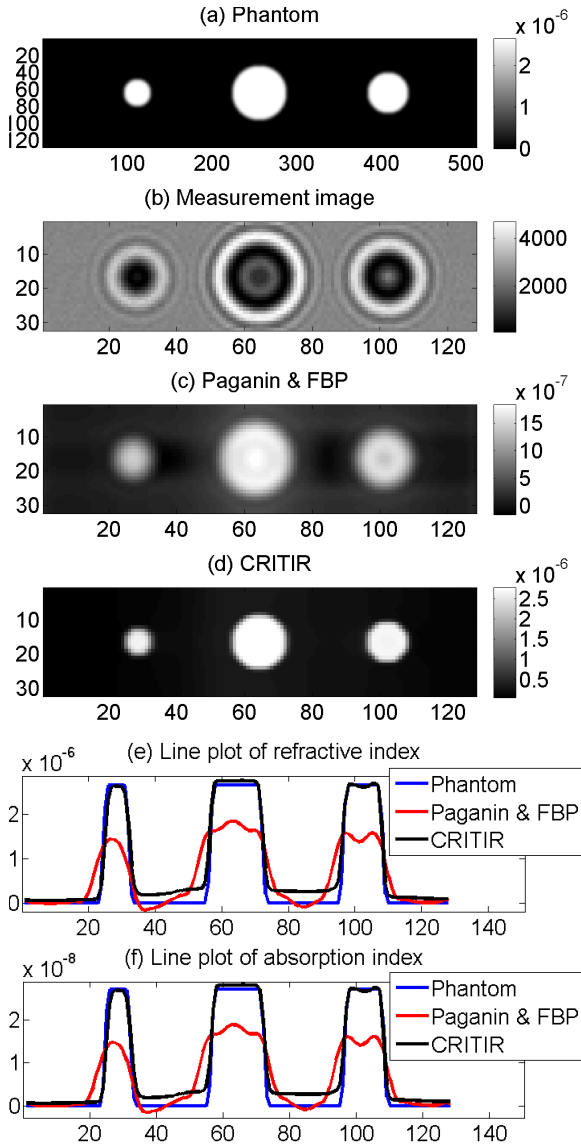 (a) Phantom
x 10-6
20
40
60
80
100
120
2
1
0
100 200 300 400 500
(b) Measurement image
10
20
30
4000
2000
20 40 60 80 100 120
(c) Paganin & FBP
x 10-7
10
20
30
15
10
5
0
20 40 60 80 100 120
(d) CRITIR
x 10-6
10
20
30
2.5
2
1.5
1
0.5
20 40 60 80 100 120
(e) Line plot of refractive index
x 10-6
2
1
0
Phantom
Paganin & FBP
CRITIR
0 20 40 60 80 100 120 140
(f) Line plot of absorption index
x 10-8
2
1
0
Phantom
Paganin & FBP
CRITIR
0 20 40 60 80 100 120 140